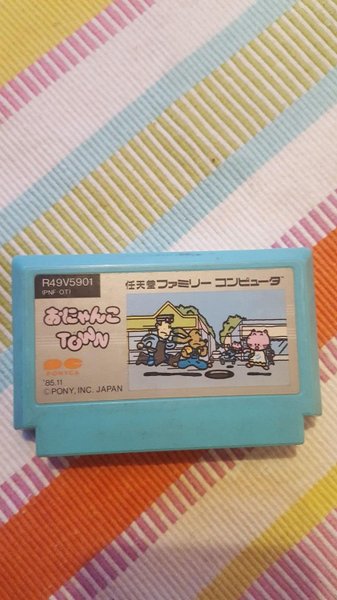 R49V5901
(PNF-OT)
任天堂 ファミリー コンピュータ
おにゃんこ
TOWN
PC
PONYCA
'85.11
©PONY, INC. JAPAN